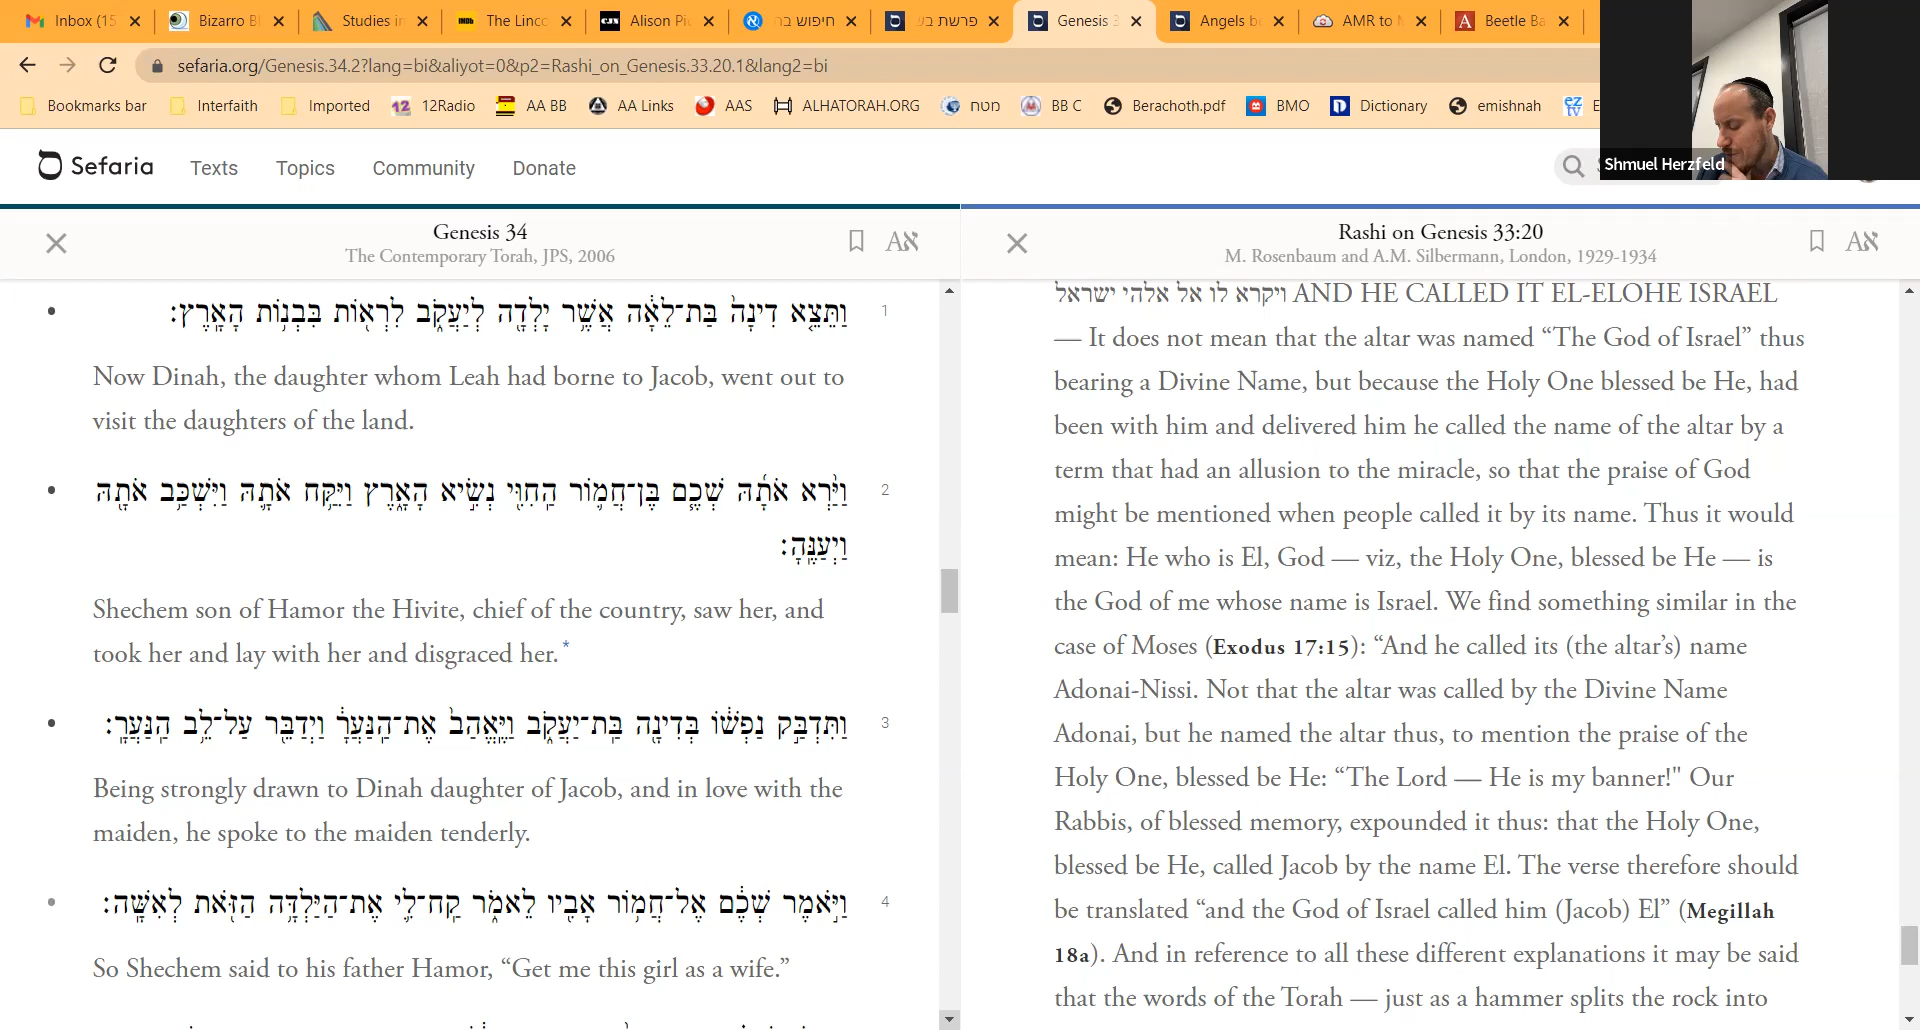 Inbox (15
Bizarro Bl
Studies in
The Linco
Alison Pi
חיפוש בר
פרשת בש
Genesis 3
Angels b
AMR to
Beetle Ba
sefaria.org/Genesis.34.2?lang=bi&aliyot=0&p2=Rashi_on_Genesis.33.20.1&lang2=bi
Bookmarks bar
Interfaith
Imported
12Radio
AA BB
AA Links
AAS
ALHATORAH.ORG
מטח
BB C
Berachoth.pdf
BMO
Dictionary
emishnah
Shmuel Herzfeld
Sefaria
Texts
Topics
Community
Donate
Genesis 34
The Contemporary Torah, JPS, 2006
אA
1
וַתֵּצֵ֤א דִינָה֙ בַּת־לֵאָ֔ה אֲשֶׁ֥ר יָלְדָ֖ה לְיַעֲקֹ֑ב לִרְא֖וֹת בִּבְנ֥וֹת הָאָֽרֶץ׃
Now Dinah, the daughter whom Leah had borne to Jacob, went out to
visit the daughters of the land.
2
וַיַּ֨רְא אֹתָ֜הּ שְׁכֶ֧ם בֶּן־חֲמ֛וֹר הַֽחִוִּ֖י נְשִׂ֣יא הָאָ֑רֶץ וַיִּקַּ֥ח אֹתָ֛הּ וַיִּשְׁכַּ֥ב אֹתָ֖הּ
וַיְעַנֶּֽהָ׃
Shechem son of Hamor the Hivite, chief of the country, saw her, and
took her and lay with her and disgraced her.*
3
וַתִּדְבַּ֣ק נַפְשׁ֔וֹ בְּדִינָ֖ה בַּֽת־יַעֲקֹ֑ב וַיֶּֽאֱהַב֙ אֶת־הַֽנַּעֲרָ֔ וַיְדַבֵּ֖ר עַל־לֵ֥ב הַֽנַּעֲרָֽ׃
Being strongly drawn to Dinah daughter of Jacob, and in love with the
maiden, he spoke to the maiden tenderly.
4
וַיֹּ֣אמֶר שְׁכֶ֔ם אֶל־חֲמ֥וֹר אָבִ֖יו לֵאמֹ֑ר קַֽח־לִ֛י אֶת־הַיַּלְדָּ֥ה הַזֹּ֖את לְאִשָּֽׁה׃
So Shechem said to his father Hamor, “Get me this girl as a wife.”
Rashi on Genesis 33:20
M. Rosenbaum and A.M. Silbermann, London, 1929-1934
אA
ויקרא לו אל אלהי ישראל AND HE CALLED IT EL-ELOHE ISRAEL
— It does not mean that the altar was named “The God of Israel” thus
bearing a Divine Name, but because the Holy One blessed be He, had
been with him and delivered him he called the name of the altar by a
term that had an allusion to the miracle, so that the praise of God
might be mentioned when people called it by its name. Thus it would
mean: He who is El, God — viz, the Holy One, blessed be He — is
the God of me whose name is Israel. We find something similar in the
case of Moses (Exodus 17:15): “And he called its (the altar’s) name
Adonai-Nissi. Not that the altar was called by the Divine Name
Adonai, but he named the altar thus, to mention the praise of the
Holy One, blessed be He: “The Lord — He is my banner!" Our
Rabbis, of blessed memory, expounded it thus: that the Holy One,
blessed be He, called Jacob by the name El. The verse therefore should
be translated “and the God of Israel called him (Jacob) El” (Megillah
18a). And in reference to all these different explanations it may be said
that the words of the Torah — just as a hammer splits the rock into